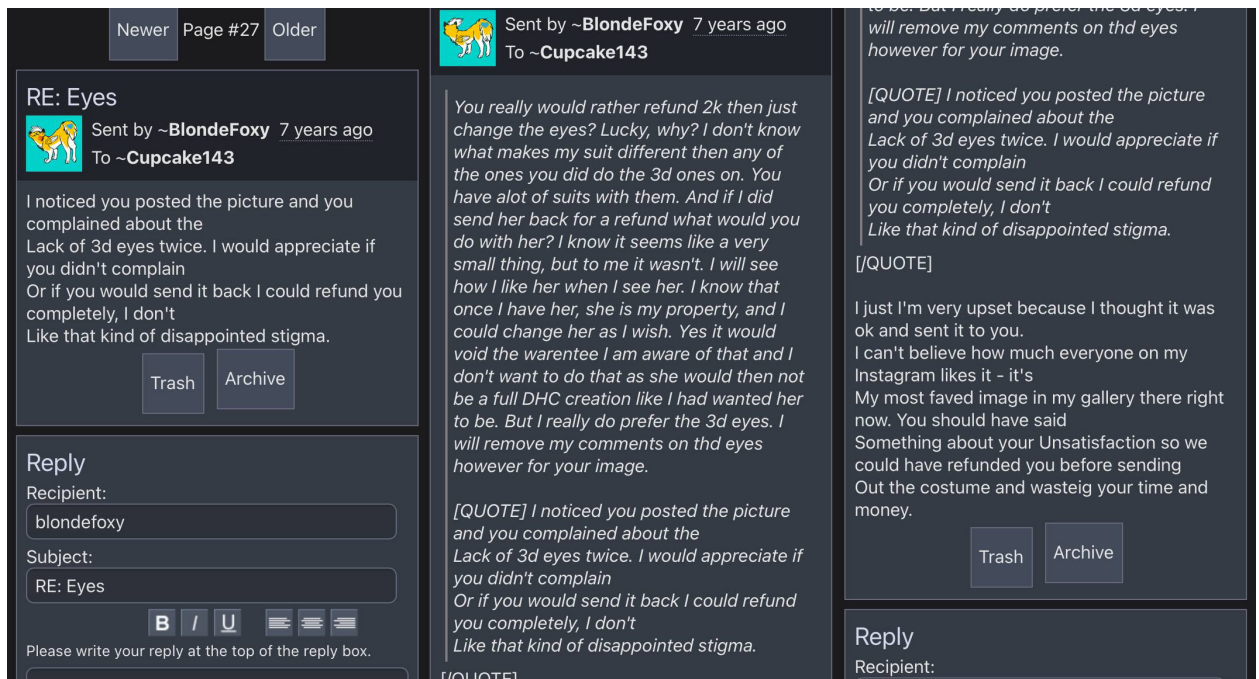 Newer Page #27 Older
RE: Eyes
Sent by ~BlondeFoxy 7 years ago
To ~Cupcake143
I noticed you posted the picture and you
complained about the
Lack of 3d eyes twice. I would appreciate if
you didn't complain
Or if you would send it back I could refund you
completely, I don't
Like that kind of disappointed stigma.
Trash Archive
Reply
Recipient:
blondefoxy
Subject:
RE: Eyes
B I U
Please write your reply at the top of the reply box.
Sent by ~BlondeFoxy 7 years ago
To ~Cupcake143
You really would rather refund 2k then just
change the eyes? Lucky, why? I don't know
what makes my suit different then any of
the ones you did do the 3d ones on. You
have alot of suits with them. And if I did
send her back for a refund what would you
do with her? I know it seems like a very
small thing, but to me it wasn't. I will see
how I like her when I see her. I know that
once I have her, she is my property, and I
could change her as I wish. Yes it would
void the warentee I am aware of that and I
don't want to do that as she would then not
be a full DHC creation like I had wanted her
to be. But I really do prefer the 3d eyes. I
will remove my comments on thd eyes
however for your image.
[QUOTE] I noticed you posted the picture
and you complained about the
Lack of 3d eyes twice. I would appreciate if
you didn't complain
Or if you would send it back I could refund
you completely, I don't
Like that kind of disappointed stigma.
[/QUOTE]
to be. But I really do prefer the 3d eyes. I
will remove my comments on thd eyes
however for your image.
[QUOTE] I noticed you posted the picture
and you complained about the
Lack of 3d eyes twice. I would appreciate if
you didn't complain
Or if you would send it back I could refund
you completely, I don't
Like that kind of disappointed stigma.
[/QUOTE]
I just I'm very upset because I thought it was
ok and sent it to you.
I can't believe how much everyone on my
Instagram likes it - it's
My most faved image in my gallery there right
now. You should have said
Something about your Unsatisfaction so we
could have refunded you before sending
Out the costume and wasteig your time and
money.
Trash Archive
Reply
Recipient: